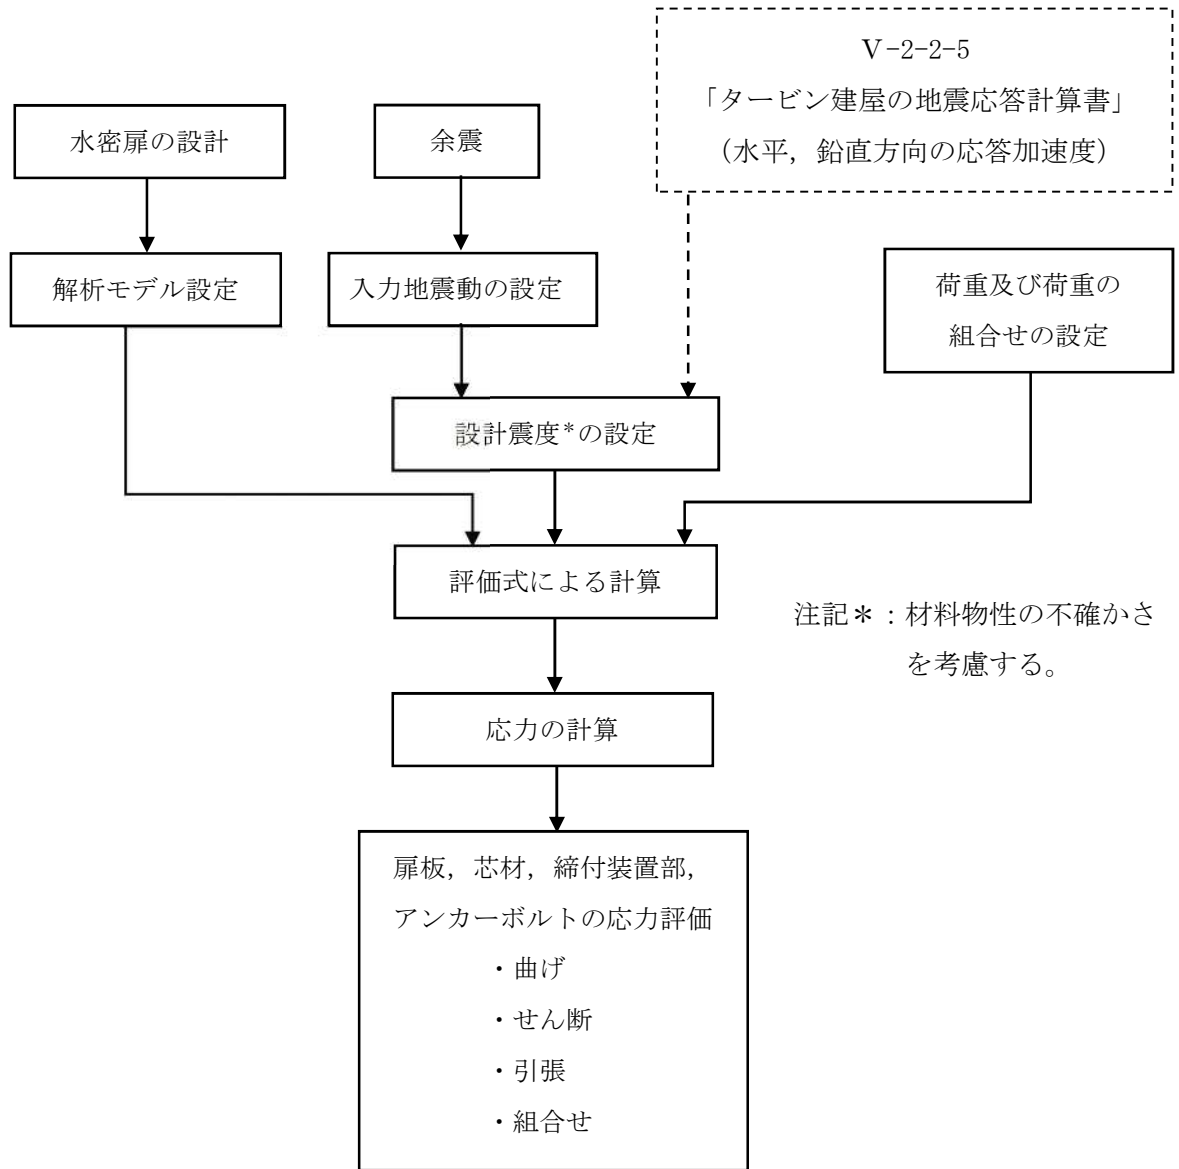 Ⅴ-2-2-5
「タービン建屋の地震応答計算書」
（水平，鉛直方向の応答加速度）
水密扉の設計
余震
解析モデル設定
入力地震動の設定
荷重及び荷重の
組合せの設定
設計震度*の設定
評価式による計算
注記＊：材料物性の不確かさ
を考慮する。
応力の計算
扉板，芯材，締付装置部，
アンカーボルトの応力評価
・曲げ
・せん断
・引張
・組合せ